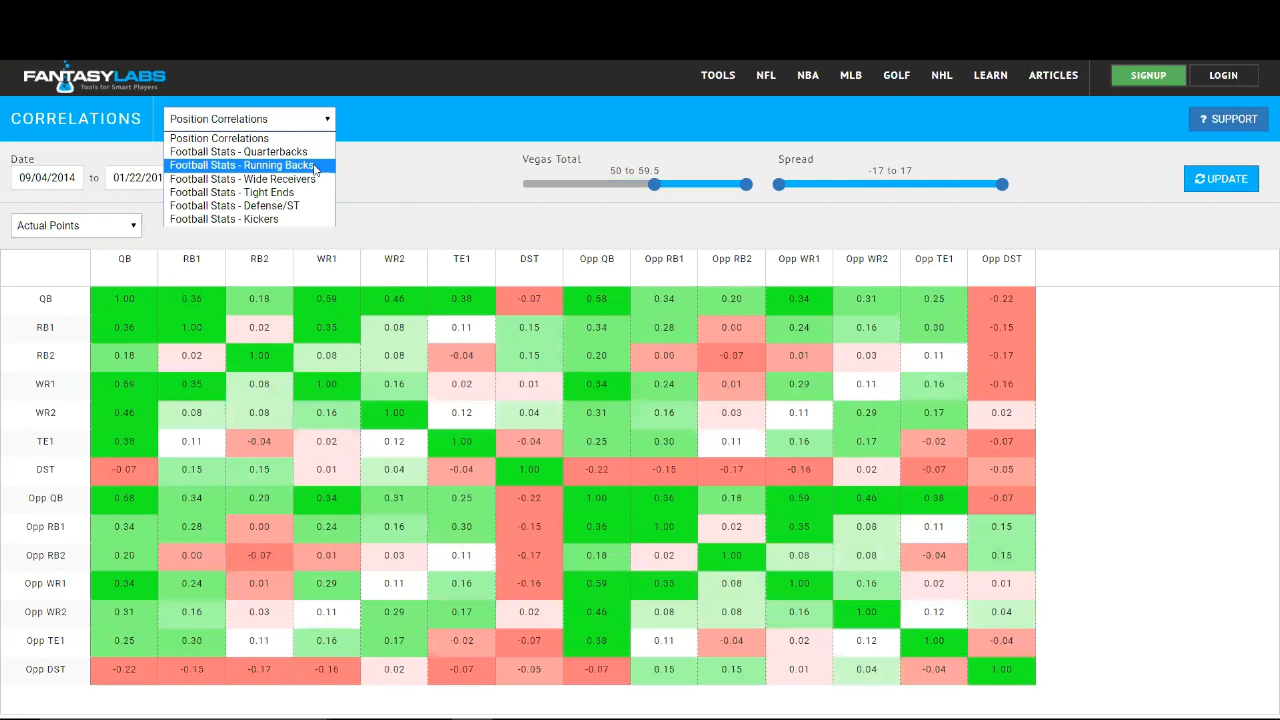 FANTASYLABS
Tools for Smart Players
TOOLS NFL NBA MLB GOLF NHL LEARN ARTICLES SIGNUP LOGIN
CORRELATIONS Position Correlations ? SUPPORT
Position Correlations
Football Stats - Quarterbacks
Football Stats - Running Backs
Football Stats - Wide Receivers
Football Stats - Tight Ends
Football Stats - Defense/ST
Football Stats - Kickers
Date Vegas Total Spread
09/04/2014 to 01/22/201 50 to 59.5 -17 to 17 UPDATE
Actual Points
QB RB1 RB2 WR1 WR2 TE1 DST Opp QB Opp RB1 Opp RB2 Opp WR1 Opp WR2 Opp TE1 Opp DST
QB 1.00 0.36 0.18 0.59 0.46 0.38 -0.07 0.58 0.34 0.20 0.34 0.31 0.25 -0.22
RB1 0.36 1.00 0.02 0.35 0.08 0.11 0.15 0.34 0.28 0.00 0.24 0.16 0.30 -0.15
RB2 0.18 0.02 1.00 0.08 0.08 -0.04 0.15 0.20 0.00 -0.07 0.01 0.03 0.11 -0.17
WR1 0.59 0.35 0.08 1.00 0.16 0.02 0.01 0.34 0.24 0.01 0.29 0.11 0.16 -0.16
WR2 0.46 0.08 0.08 0.16 1.00 0.12 0.04 0.31 0.16 0.03 0.11 0.29 0.17 0.02
TE1 0.38 0.11 -0.04 0.02 0.12 1.00 -0.04 0.25 0.30 0.11 0.16 0.17 -0.02 -0.07
DST -0.07 0.15 0.15 0.01 0.04 -0.04 1.00 -0.22 -0.15 -0.17 -0.16 0.02 -0.07 -0.05
Opp QB 0.58 0.34 0.20 0.34 0.31 0.25 -0.22 1.00 0.36 0.18 0.59 0.46 0.38 -0.07
Opp RB1 0.34 0.28 0.00 0.24 0.16 0.30 -0.15 0.36 1.00 0.02 0.35 0.08 0.11 0.15
Opp RB2 0.20 0.00 -0.07 0.01 0.03 0.11 -0.17 0.18 0.02 1.00 0.08 0.08 -0.04 0.15
Opp WR1 0.34 0.24 0.01 0.29 0.11 0.16 -0.16 0.59 0.35 0.08 1.00 0.16 0.02 0.01
Opp WR2 0.31 0.16 0.03 0.11 0.29 0.17 0.02 0.46 0.08 0.08 0.16 1.00 0.12 0.04
Opp TE1 0.25 0.30 0.11 0.16 0.17 -0.02 -0.07 0.38 0.11 -0.04 0.02 0.12 1.00 -0.04
Opp DST -0.22 -0.15 -0.17 -0.16 0.02 -0.07 -0.05 -0.07 0.15 0.15 0.01 0.04 -0.04 1.00